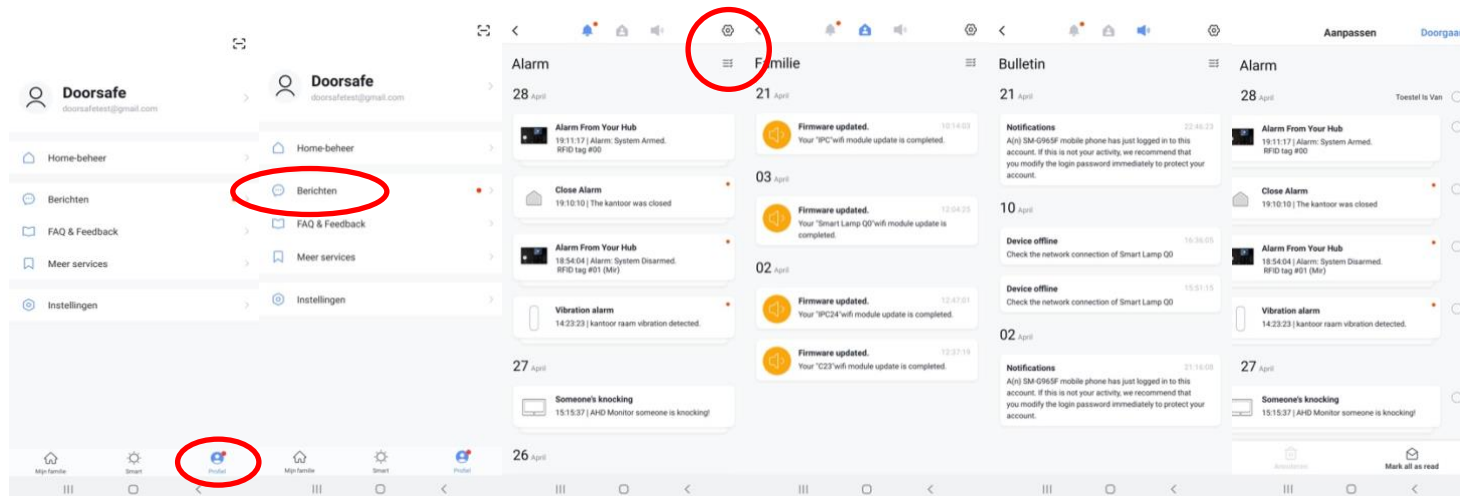 Doorsafe
doorsafetest@gmail.com
Home-beheer
Berichten
FAQ & Feedback
Meer services
Instellingen
Mijn familie
Smart
Profiel
Doorsafe
doorsafetest@gmail.com
Home-beheer
Berichten
FAQ & Feedback
Meer services
Instellingen
Mijn familie
Smart
Profiel
Alarm
28 April
Alarm From Your Hub
19:11:17 | Alarm: System Armed.
RFID tag #00
Close Alarm
19:10:10 | The kantoor was closed
Alarm From Your Hub
18:54:04 | Alarm: System Disarmed.
RFID tag #01 (Mir)
Vibration alarm
14:23:23 | kantoor raam vibration detected.
27 April
Someone's knocking
15:15:37 | AHD Monitor someone is knocking!
26 April
Familie
21 April
Firmware updated. 10:14:03
Your "IPC"wifi module update is completed.
03 April
Firmware updated. 12:04:25
Your "Smart Lamp Q0"wifi module update is
completed.
02 April
Firmware updated. 12:47:01
Your "IPC24"wifi module update is completed.
Firmware updated. 12:37:19
Your "C23"wifi module update is completed.
Bulletin
21 April
Notifications 22:46:23
A(n) SM-G965F mobile phone has just logged in to this
account. If this is not your activity, we recommend that
you modify the login password immediately to protect your
account.
10 April
Device offline 16:36:05
Check the network connection of Smart Lamp Q0
Device offline 15:51:15
Check the network connection of Smart Lamp Q0
02 April
Notifications 21:16:08
A(n) SM-G965F mobile phone has just logged in to this
account. If this is not your activity, we recommend that
you modify the login password immediately to protect your
account.
Aanpassen Doorgaan
Alarm
28 April Toestel Is Van
Alarm From Your Hub
19:11:17 | Alarm: System Armed.
RFID tag #00
Close Alarm
19:10:10 | The kantoor was closed
Alarm From Your Hub
18:54:04 | Alarm: System Disarmed.
RFID tag #01 (Mir)
Vibration alarm
14:23:23 | kantoor raam vibration detected.
27 April
Someone's knocking
15:15:37 | AHD Monitor someone is knocking!
Mark all as read